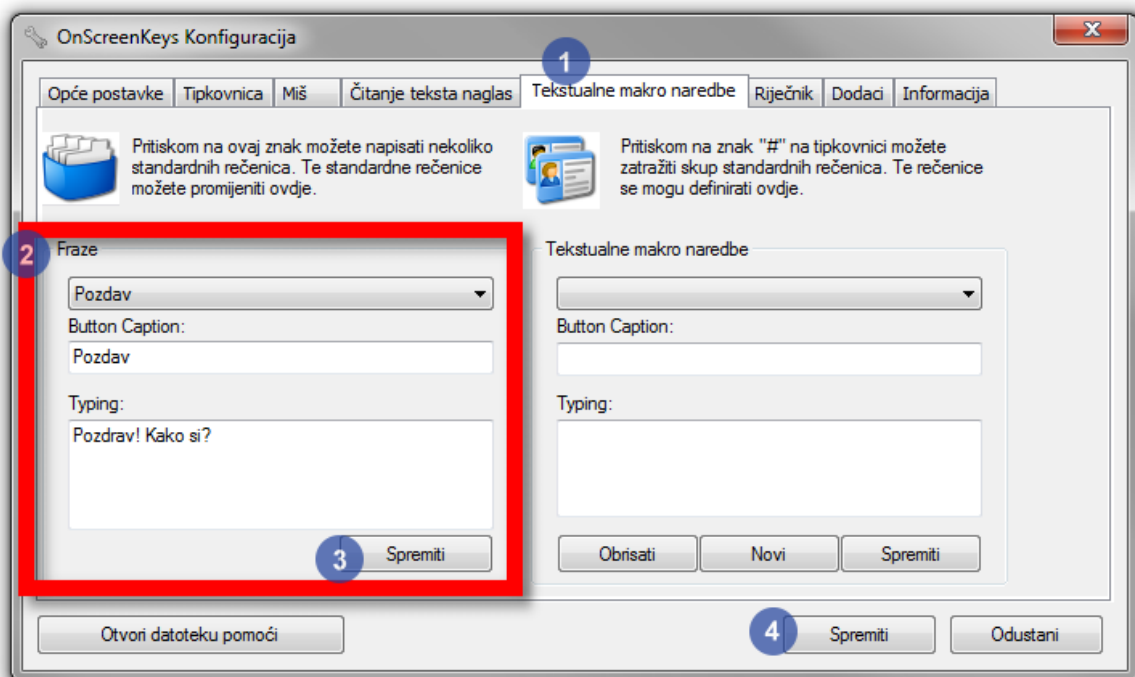 OnScreenKeys Konfiguracija
1
Opće postavke Tipkovnica Miš Čitanje teksta naglas Tekstualne makro naredbe Riječnik Dodaci Informacija
Pritiskom na ovaj znak možete napisati nekoliko
standardnih rečenica. Te standardne rečenice
možete promijeniti ovdje.
Pritiskom na znak "#" na tipkovnici možete
zatražiti skup standardnih rečenica. Te rečenice
se mogu definirati ovdje.
2
Fraze
Pozdav
Button Caption:
Pozdav
Typing:
Pozdrav! Kako si?
3
Spremiti
Tekstualne makro naredbe
Button Caption:
Typing:
Obrisati Novi Spremiti
Otvori datoteku pomoći
4
Spremiti Odustani